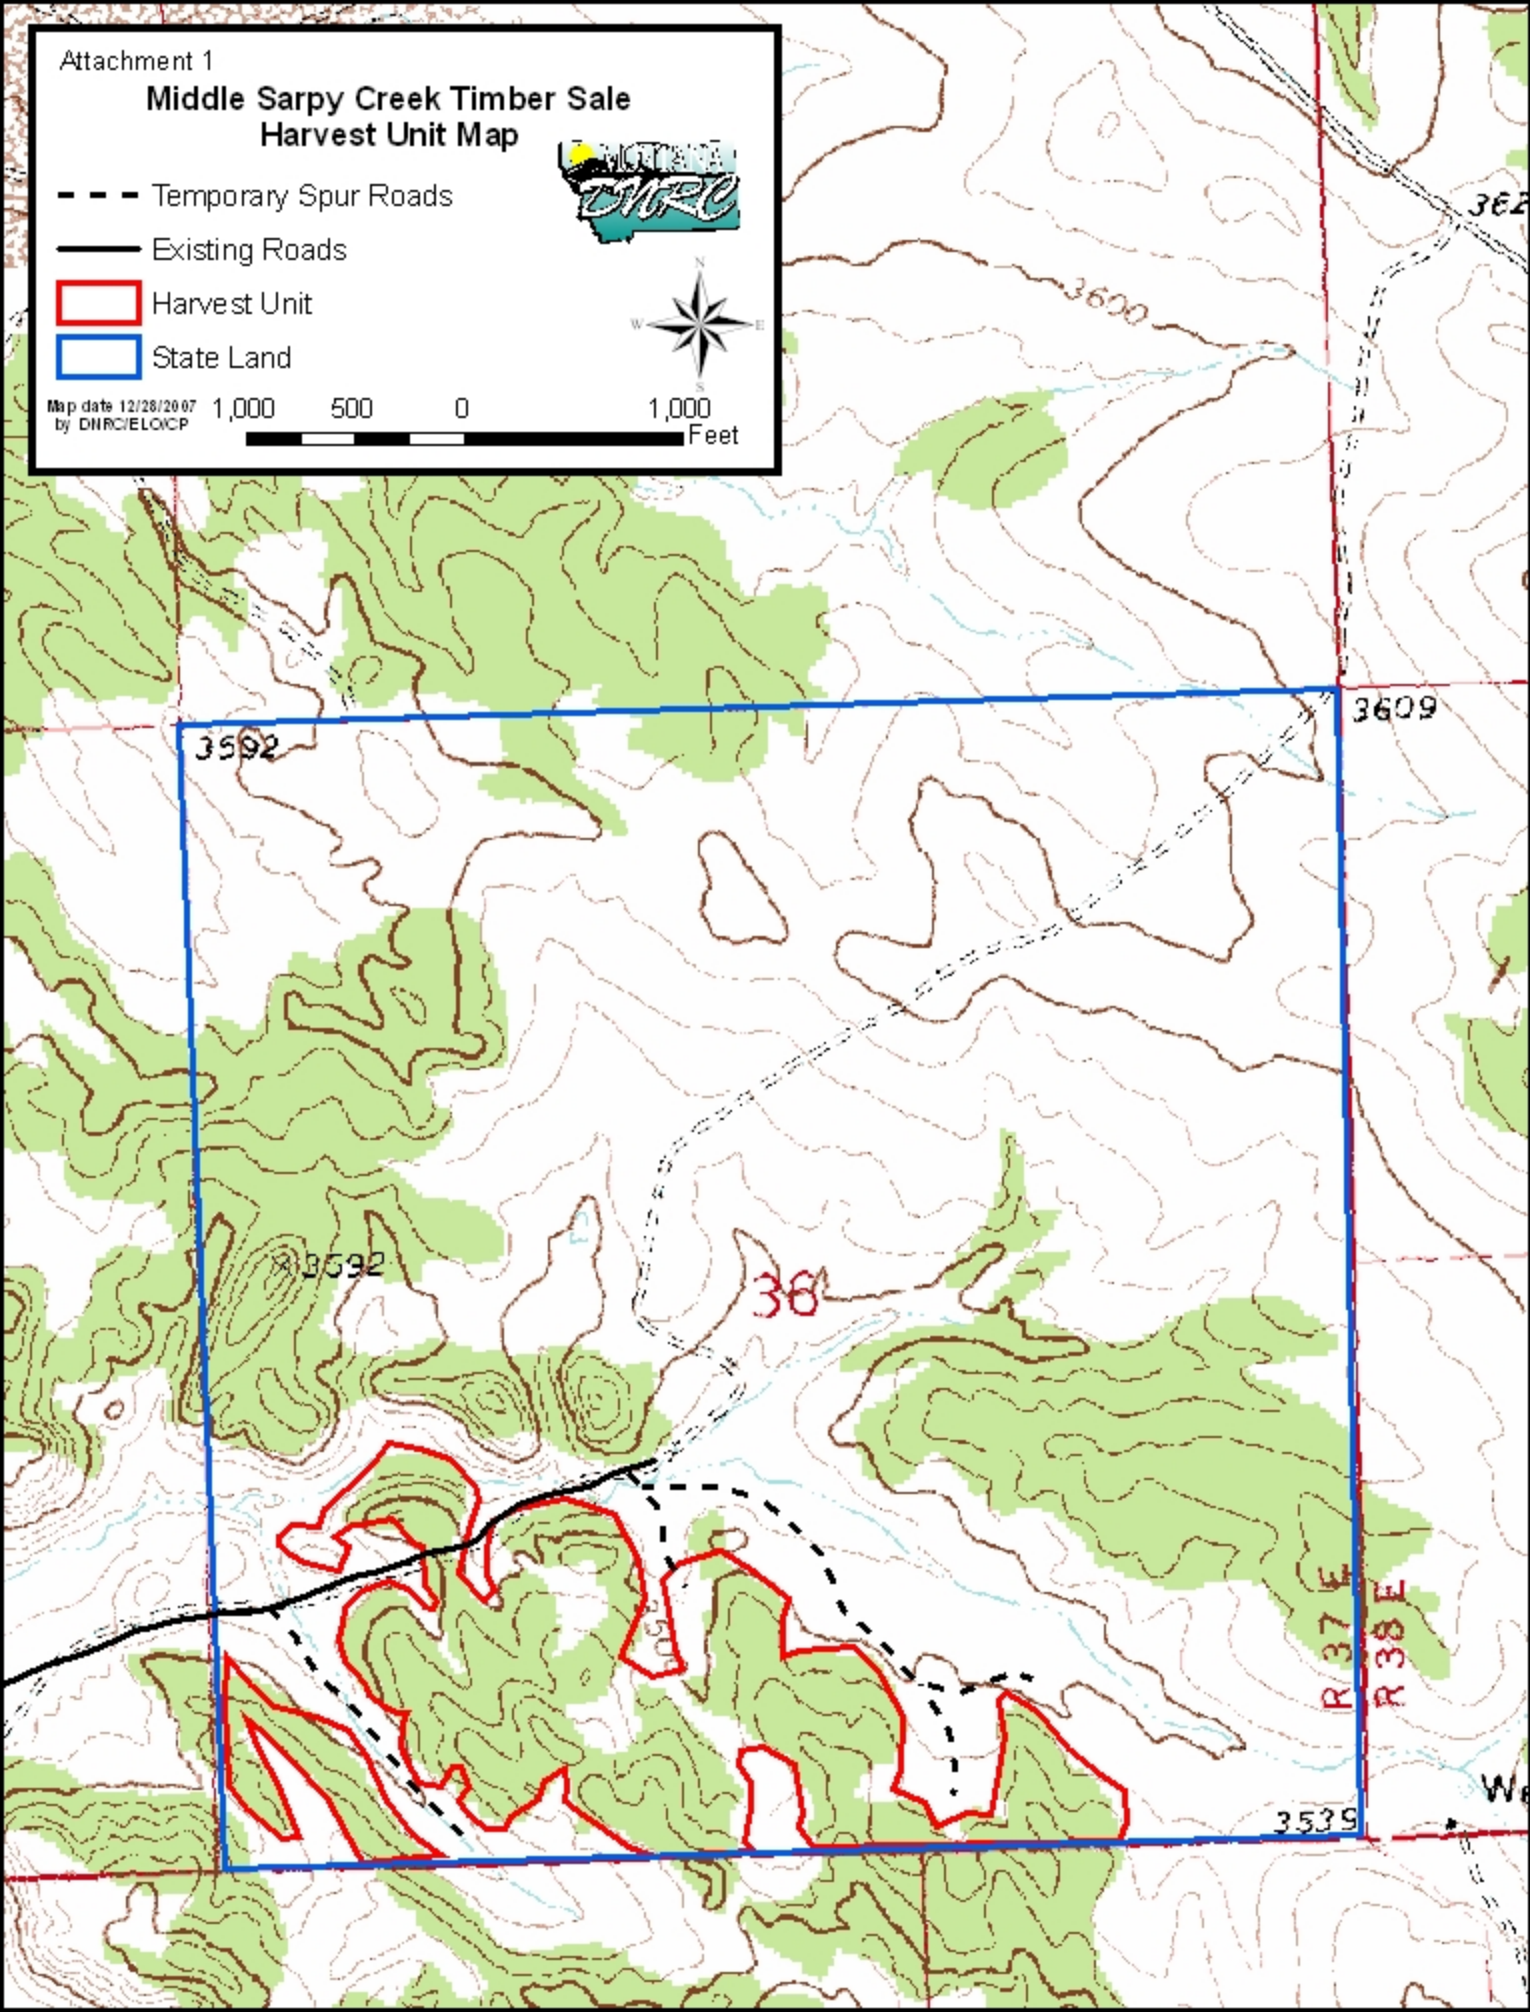 Attachment 1
Middle Sarpy Creek Timber Sale
Harvest Unit Map
MONTANA
DNRC
Temporary Spur Roads
Existing Roads
Harvest Unit
State Land
N
W E
S
Map date 12/28/2007
by DNRC/ELO/CP
1,000 500 0 1,000
Feet
362
3600
3592
3609
3592
36
R 37 E
R 38 E
3539